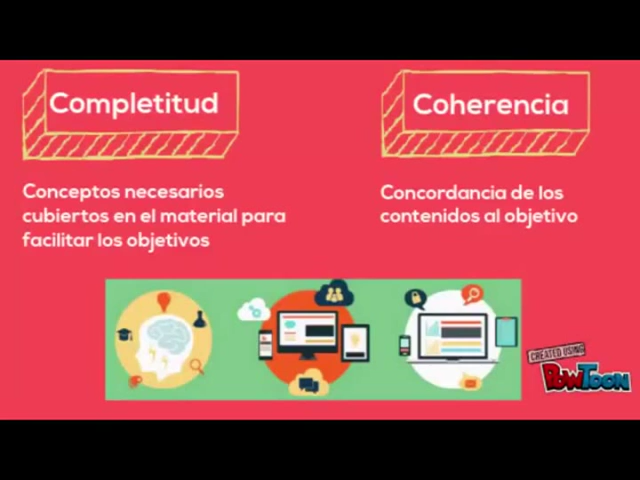 Completitud
Conceptos necesarios
cubiertos en el material para
facilitar los objetivos
Coherencia
Concordancia de los
contenidos al objetivo
CREATED USING
POWTOON